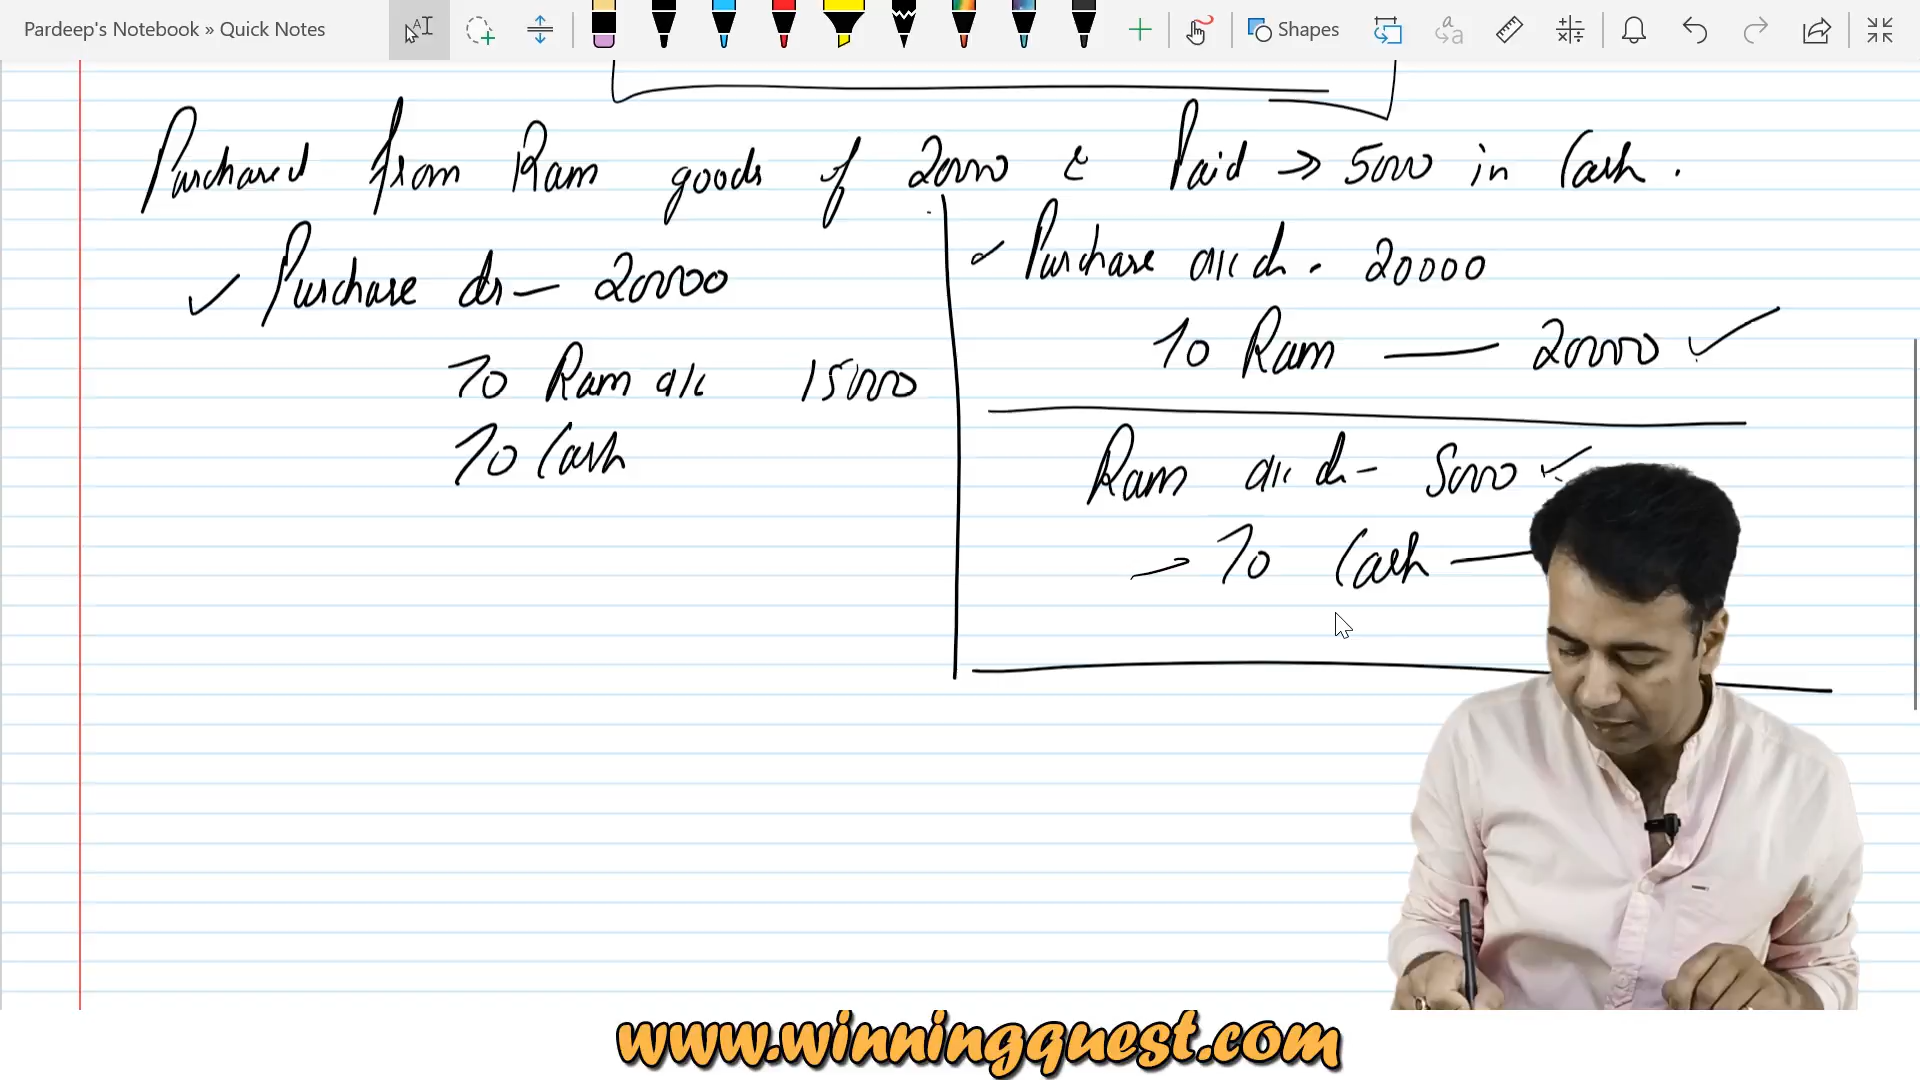 Pardeep's Notebook » Quick Notes
Shapes
Purchased from Ram goods of 20000 & Paid → 5000 in Cash.
Purchase dr — 20000
To Ram a/c 15000
To Cash
Purchase a/c dr. 20000
To Ram — 20000
Ram a/c dr - 5000
To Cash —
www.winningquest.com